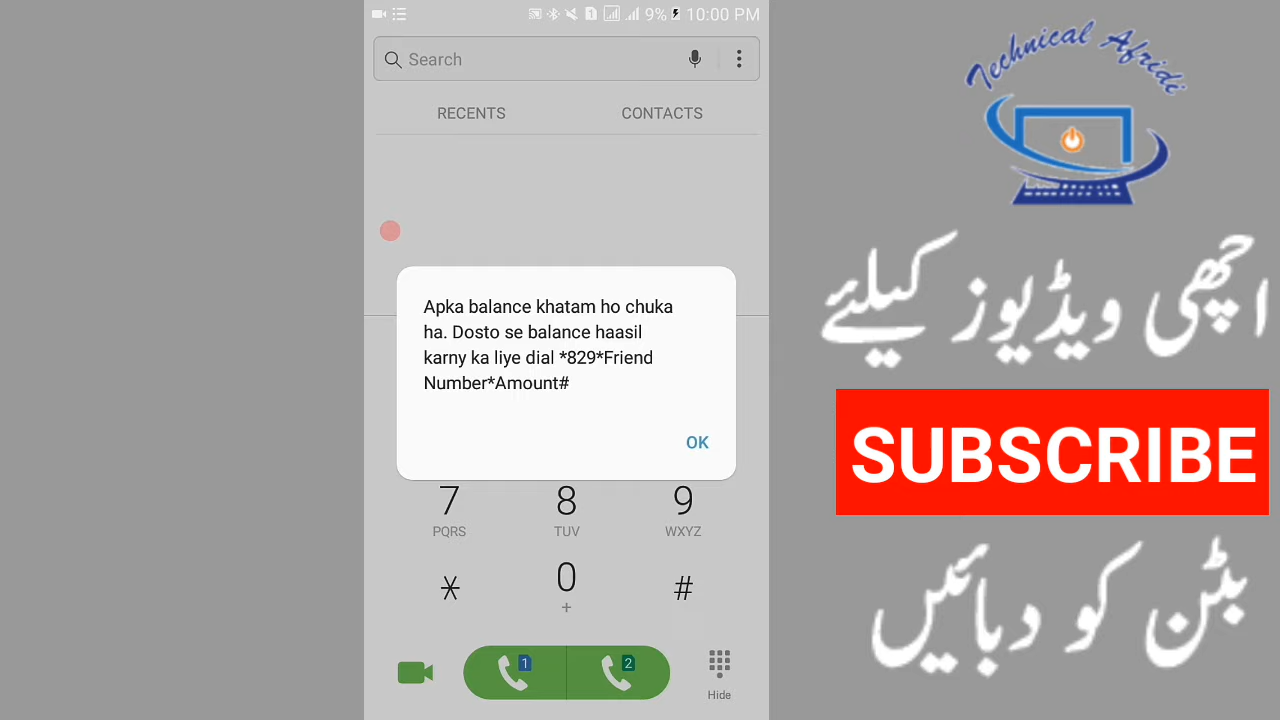 9% 10:00 PM
Search
RECENTS CONTACTS
Apka balance khatam ho chuka
ha. Dosto se balance haasil
karny ka liye dial *829*Friend
Number*Amount#
OK
7 8 9
PQRS TUV WXYZ
* 0 #
+
1 2
Hide
Technical Afridi
اچھی ویڈیوز کیلئے
SUBSCRIBE
بٹن کو دبائیں